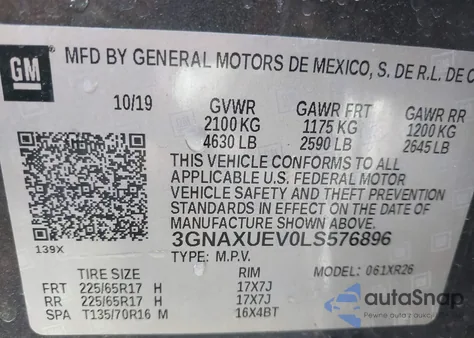 GM
MFD BY GENERAL MOTORS DE MEXICO, S. DE R.L. DE C
10/19 GVWR GAWR FRT GAWR RR
2100 KG 1175 KG 1200 KG
4630 LB 2590 LB 2645 LB
THIS VEHICLE CONFORMS TO ALL
APPLICABLE U.S. FEDERAL MOTOR
VEHICLE SAFETY AND THEFT PREVENTION
STANDARDS IN EFFECT ON THE DATE OF
MANUFACTURE SHOWN ABOVE.
3GNAXUEV0LS576896
139X
TYPE: M.P.V. MODEL: 061XR26
TIRE SIZE RIM
FRT 225/65R17 H 17X7J
RR 225/65R17 H 17X7J
SPA T135/70R16 M 16X4BT
autoSnap
Pewne auto z aukcji